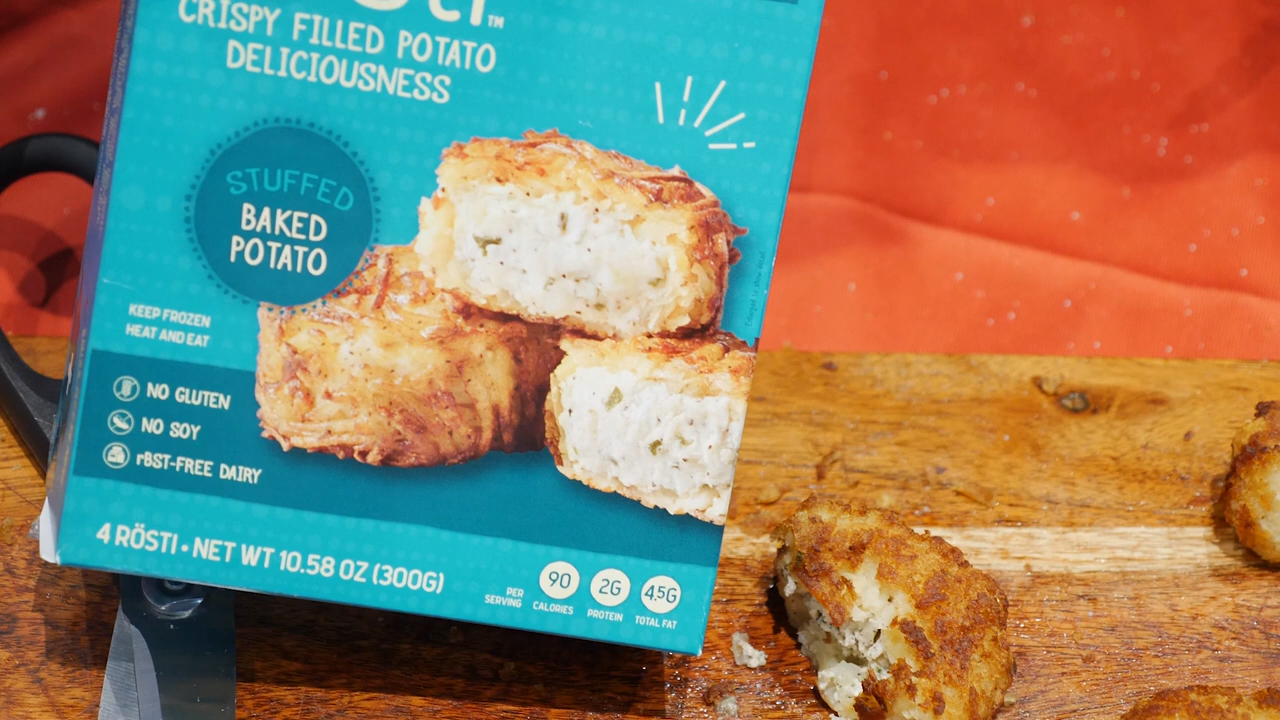 CRISPY FILLED POTATO
DELICIOUSNESS
STUFFED
BAKED
POTATO
KEEP FROZEN
HEAT AND EAT
NO GLUTEN
NO SOY
rBST-FREE DAIRY
4 RÖSTI • NET WT 10.58 OZ (300G)
PER
SERVING
90
CALORIES
2G
PROTEIN
4.5G
TOTAL FAT